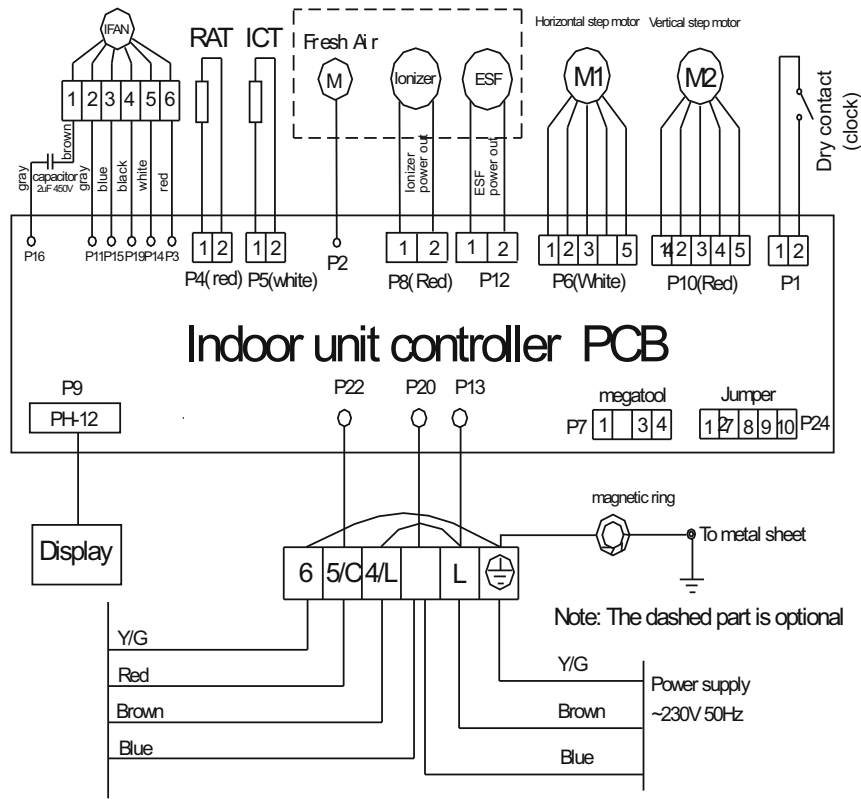 IFAN
RAT
ICT
Fresh Air
M
Ionizer
ESF
Horizontal step motor
M1
Vertical step motor
M2
Dry contact
(clock)
1 2 3 4 5 6
gray
brown
capacitor
2uF 450V
gray
blue
black
white
red
Ionizer
power out
ESF
power out
P16
P11 P15 P19 P14 P3
1 2
P4(red)
1 2
P5(white)
P2
1 2
P8(Red)
1 2
P12
1 2 3 5
P6(White)
1 2 3 4 5
P10(Red)
1 2
P1
Indoor unit controller PCB
P9
PH-12
P22
P20
P13
megatool
P7 1 3 4
Jumper
1 2 7 8 9 10 P24
Display
magnetic ring
To metal sheet
6 5/C 4/L L
Note: The dashed part is optional
Y/G
Red
Brown
Blue
Y/G
Brown
Blue
Power supply
~230V 50Hz